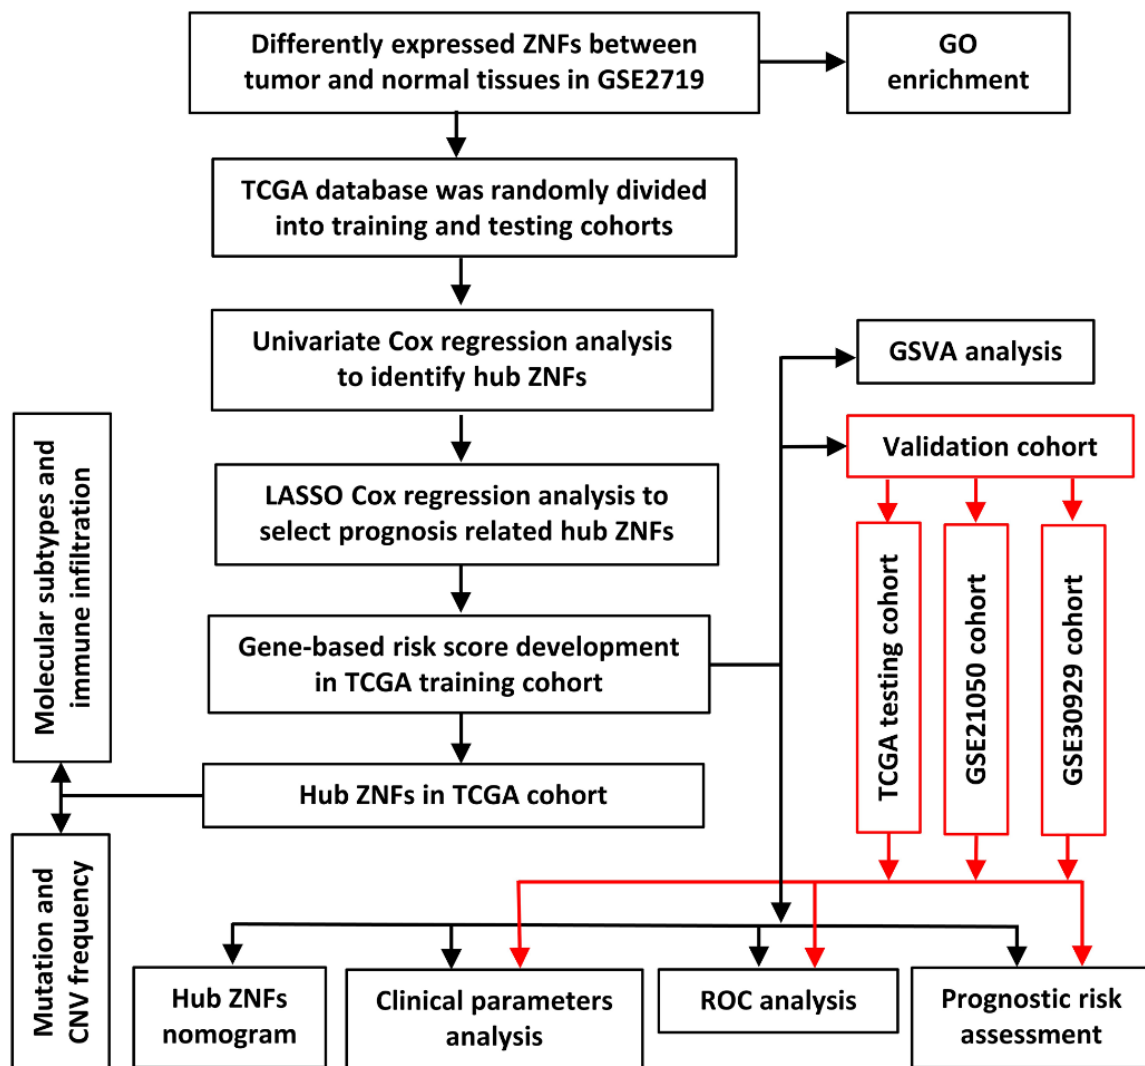 Differently expressed ZNFs between
tumor and normal tissues in GSE2719
GO
enrichment
TCGA database was randomly divided
into training and testing cohorts
Univariate Cox regression analysis
to identify hub ZNFs
GSVA analysis
Validation cohort
LASSO Cox regression analysis to
select prognosis related hub ZNFs
Molecular subtypes and
immune infiltration
TCGA testing cohort
GSE21050 cohort
GSE30929 cohort
Gene-based risk score development
in TCGA training cohort
Hub ZNFs in TCGA cohort
Mutation and
CNV frequency
Hub ZNFs
nomogram
Clinical parameters
analysis
ROC analysis
Prognostic risk
assessment